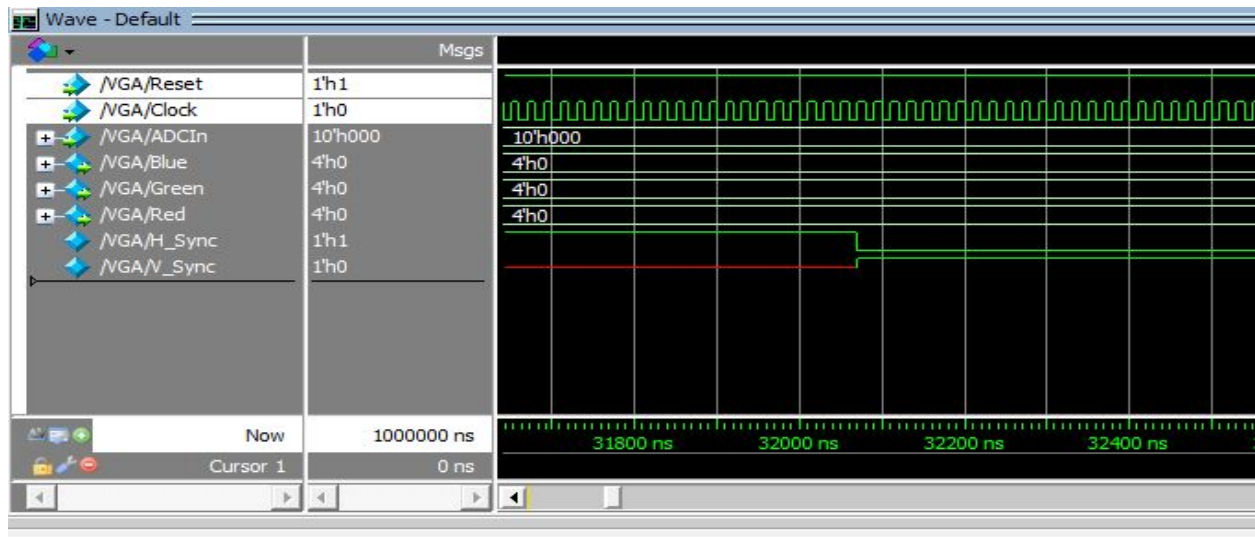 Wave - Default
Msgs
/VGA/Reset 1'h1
/VGA/Clock 1'h0
/VGA/ADCIn 10'h000 10'h000
/VGA/Blue 4'h0 4'h0
/VGA/Green 4'h0 4'h0
/VGA/Red 4'h0 4'h0
/VGA/H_Sync 1'h1
/VGA/V_Sync 1'h0
Now 1000000 ns 31800 ns 32000 ns 32200 ns 32400 ns
Cursor 1 0 ns